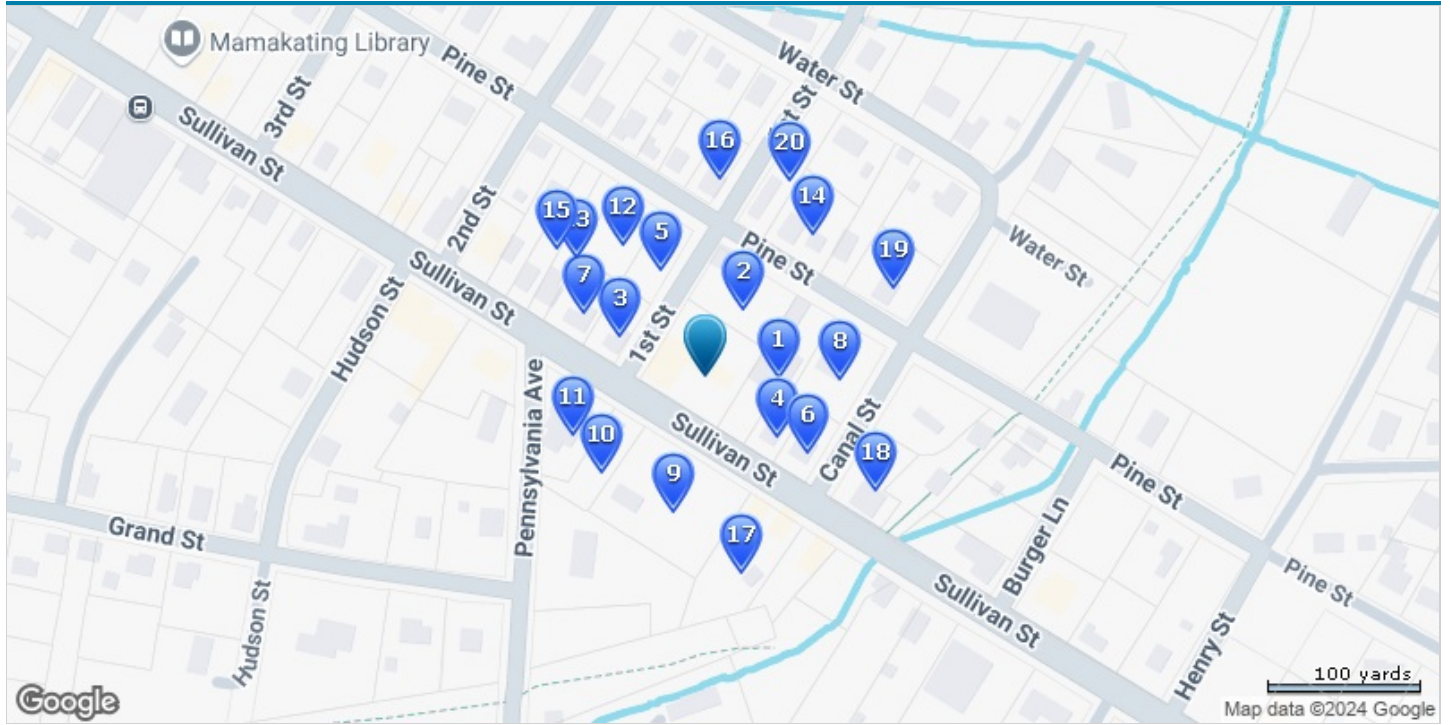 Mamakating Library
Pine St
Water St
3rd St
Sullivan St
16
20
14
15
12
5
2nd St
Pine St
19
Water St
2
7
3
Sullivan St
Hudson St
1st St
1
8
11
4
6
10
Sullivan St
Canal St
18
9
Pennsylvania Ave
Pine St
17
Grand St
Burger Ln
Sullivan St
Pine St
Hudson St
Henry St
100 yards
Google
Map data ©2024 Google